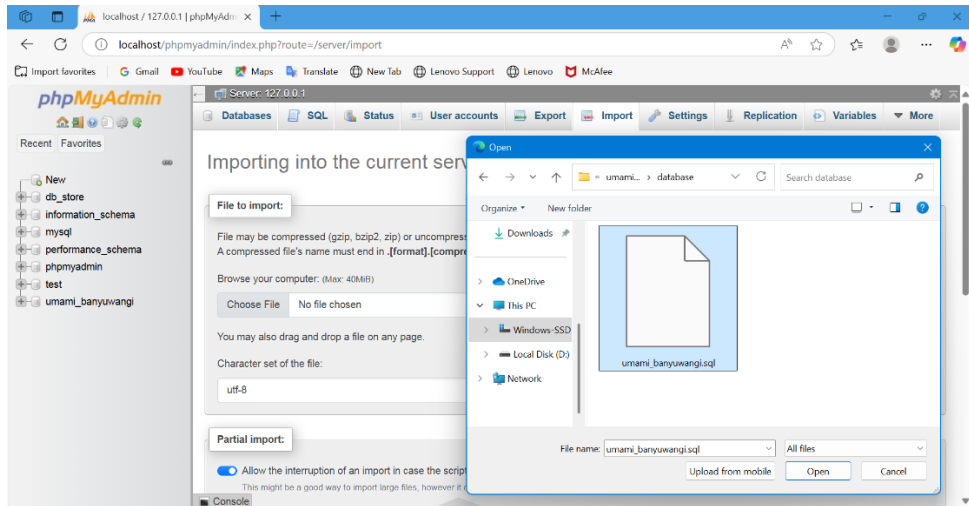 localhost / 127.0.0.1 | phpMyAdm
localhost/phpmyadmin/index.php?route=/server/import
Import favorites
Gmail
YouTube
Maps
Translate
New Tab
Lenovo Support
Lenovo
McAfee
phpMyAdmin
Recent
Favorites
New
db_store
information_schema
mysql
performance_schema
phpmyadmin
test
umami_banyuwangi
Server: 127.0.0.1
Databases
SQL
Status
User accounts
Export
Import
Settings
Replication
Variables
More
Importing into the current serv
File to import:
File may be compressed (gzip, bzip2, zip) or uncompress
A compressed file's name must end in .[format].[compre
Browse your computer: (Max: 40MiB)
Choose File
No file chosen
You may also drag and drop a file on any page.
Character set of the file:
utf-8
Partial import:
Allow the interruption of an import in case the script
This might be a good way to import large files, however it c
Console
Open
« umami... > database
Search database
Organize
New folder
Downloads
OneDrive
This PC
Windows-SSD
Local Disk (D:)
Network
umami_banyuwangi.sql
File name: umami_banyuwangi.sql
All files
Upload from mobile
Open
Cancel